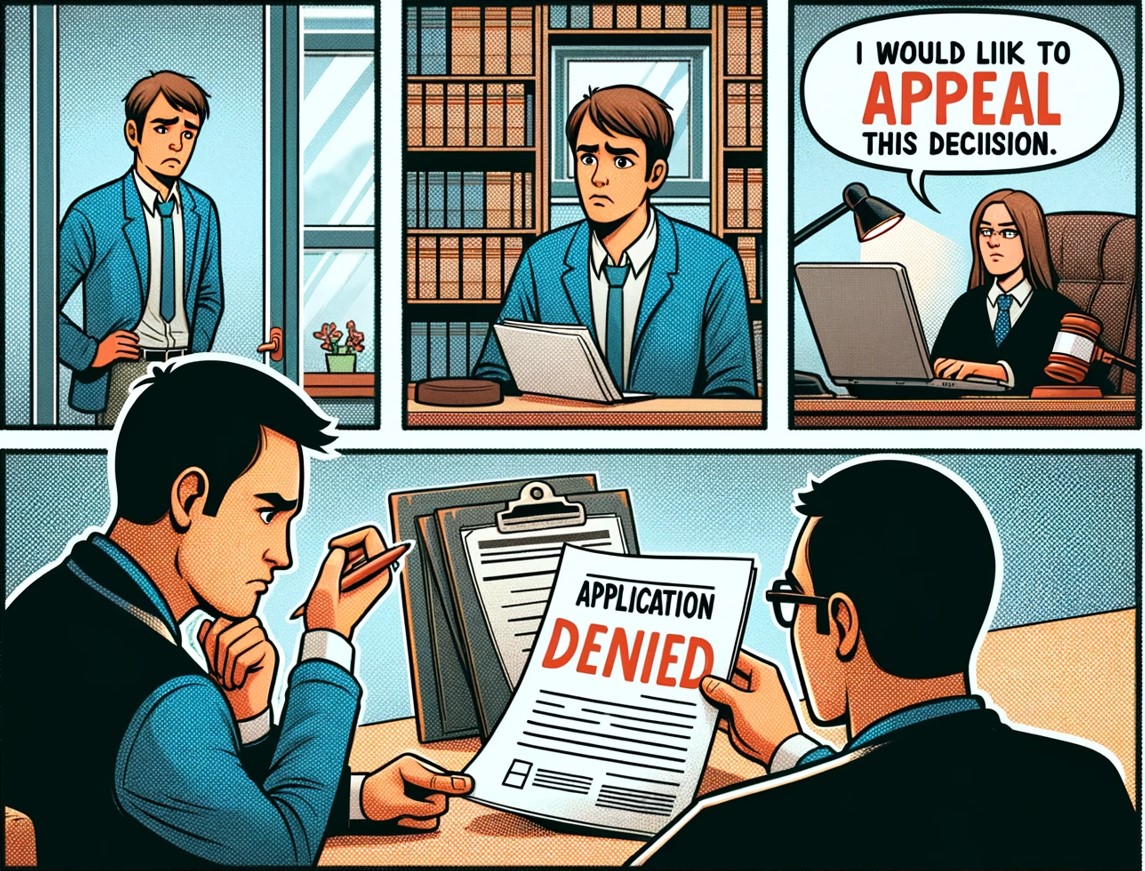 I WOULD LIIK TO
APPEAL
THIS DECIISION.
APPLICATION
DENIED